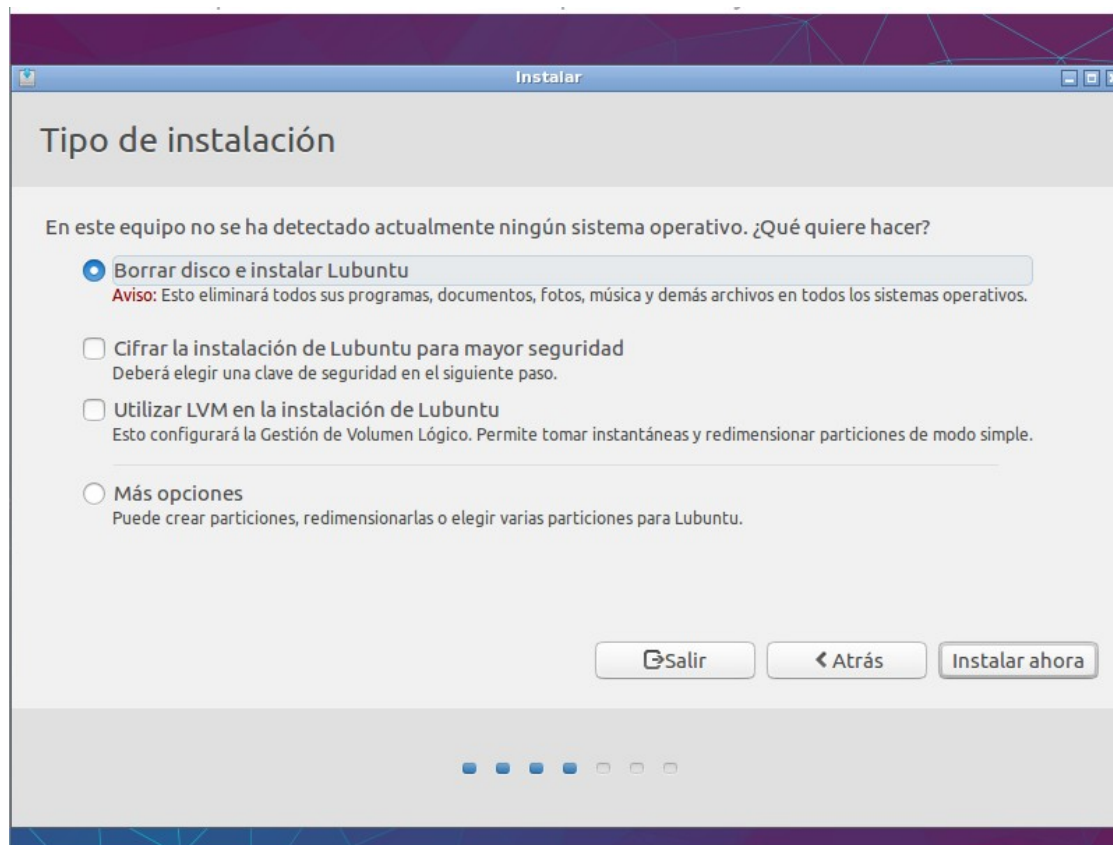 Instalar
Tipo de instalación
En este equipo no se ha detectado actualmente ningún sistema operativo. ¿Qué quiere hacer?
Borrar disco e instalar Lubuntu
Aviso: Esto eliminará todos sus programas, documentos, fotos, música y demás archivos en todos los sistemas operativos.
Cifrar la instalación de Lubuntu para mayor seguridad
Deberá elegir una clave de seguridad en el siguiente paso.
Utilizar LVM en la instalación de Lubuntu
Esto configurará la Gestión de Volumen Lógico. Permite tomar instantáneas y redimensionar particiones de modo simple.
Más opciones
Puede crear particiones, redimensionarlas o elegir varias particiones para Lubuntu.
Salir Atrás Instalar ahora